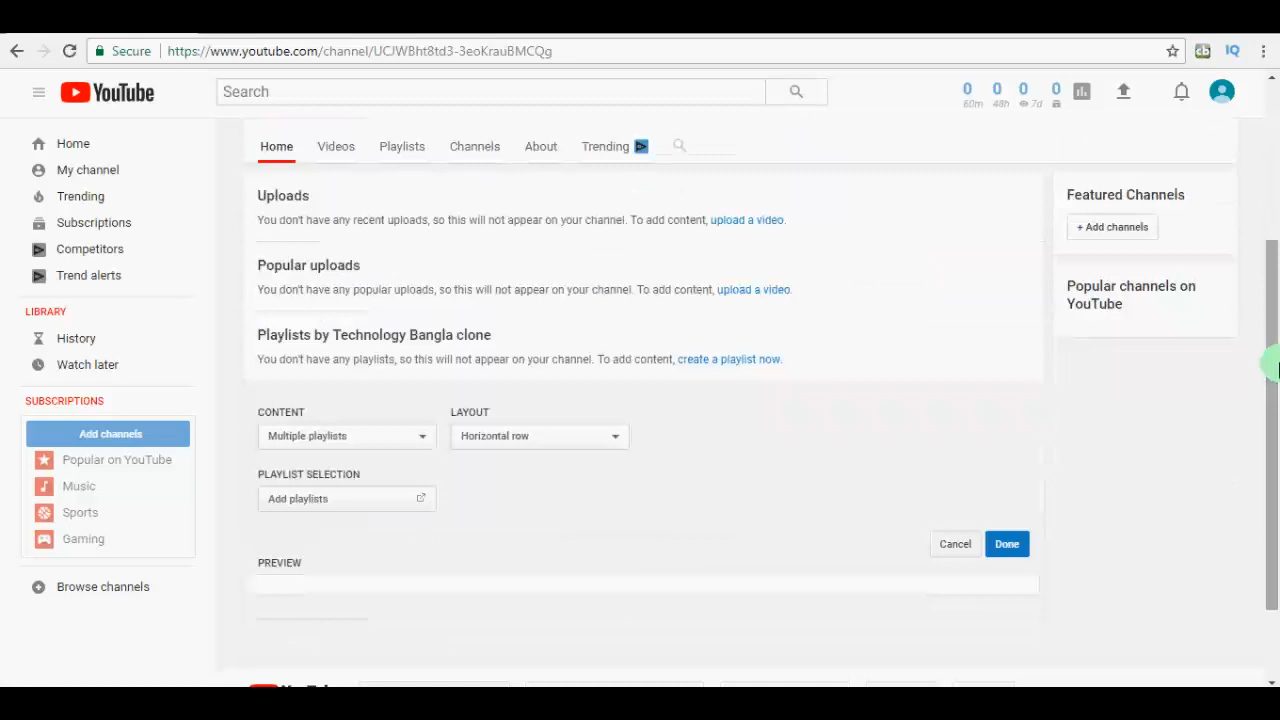 Secure https://www.youtube.com/channel/UCJWBht8td3-3eoKrauBMCQg
YouTube
Search
0 0 0 0
60m 48h 7d
Home
My channel
Trending
Subscriptions
Competitors
Trend alerts
LIBRARY
History
Watch later
SUBSCRIPTIONS
Add channels
Popular on YouTube
Music
Sports
Gaming
Browse channels
Home Videos Playlists Channels About Trending
Uploads
You don't have any recent uploads, so this will not appear on your channel. To add content, upload a video.
Popular uploads
You don't have any popular uploads, so this will not appear on your channel. To add content, upload a video.
Playlists by Technology Bangla clone
You don't have any playlists, so this will not appear on your channel. To add content, create a playlist now.
CONTENT LAYOUT
Multiple playlists Horizontal row
PLAYLIST SELECTION
Add playlists
Cancel Done
PREVIEW
Featured Channels
+ Add channels
Popular channels on
YouTube